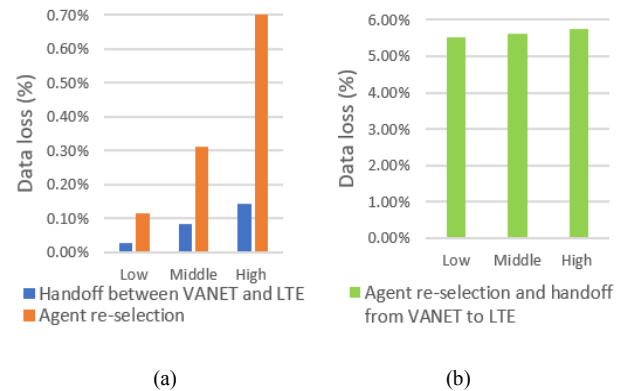 0.70%
0.60%
0.50%
0.40%
0.30%
0.20%
0.10%
0.00%
Data loss (%)
Low Middle High
Handoff between VANET and LTE
Agent re-selection
(a)
6.00%
5.00%
4.00%
3.00%
2.00%
1.00%
0.00%
Data loss (%)
Low Middle High
Agent re-selection and handoff
from VANET to LTE
(b)